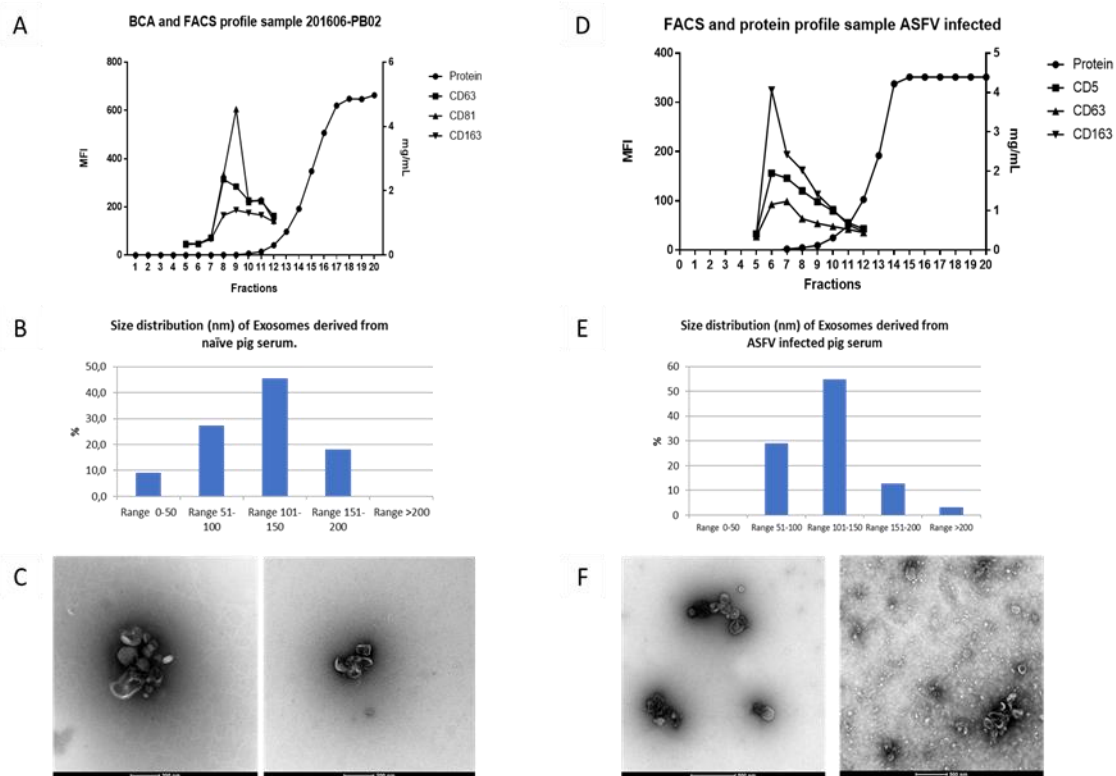 A
BCA and FACS profile sample 201606-PB02
800
600
400
200
0
MFI
6
4
2
0
mg/mL
1 2 3 4 5 6 7 8 9 10 11 12 13 14 15 16 17 18 19 20
Fractions
Protein
CD63
CD81
CD163
D
FACS and protein profile sample ASFV infected
400
300
200
100
0
MFI
5
4
3
2
1
0
mg/mL
0 1 2 3 4 5 6 7 8 9 10 11 12 13 14 15 16 17 18 19 20
Fractions
Protein
CD5
CD63
CD163
B
Size distribution (nm) of Exosomes derived from
naïve pig serum.
50,0
40,0
30,0
20,0
10,0
0,0
%
Range 0-50 Range 51- Range 101- Range 151- Range >200
100 150 200
E
Size distribution (nm) of Exosomes derived from
ASFV infected pig serum
60
50
40
30
20
10
0
%
Range 0-50 Range 51-100 Range 101-150 Range 151-200 Range >200
C
F